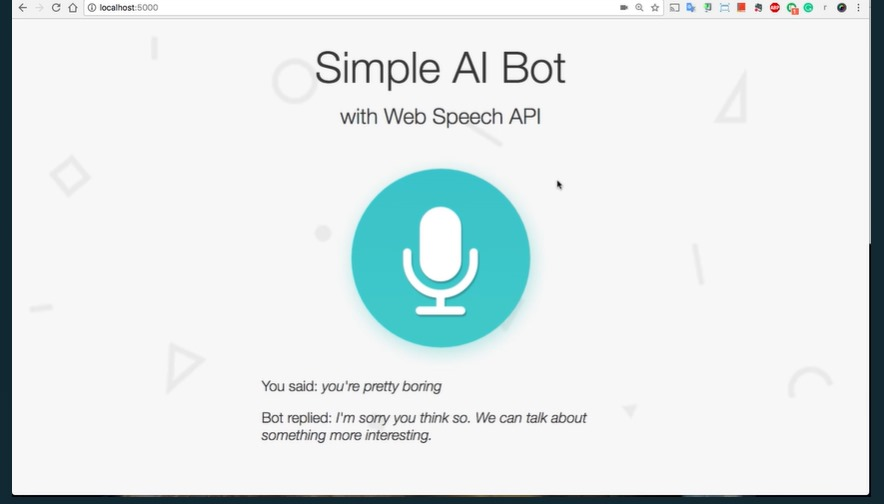 localhost:5000
Simple AI Bot
with Web Speech API
You said: you're pretty boring
Bot replied: I'm sorry you think so. We can talk about
something more interesting.